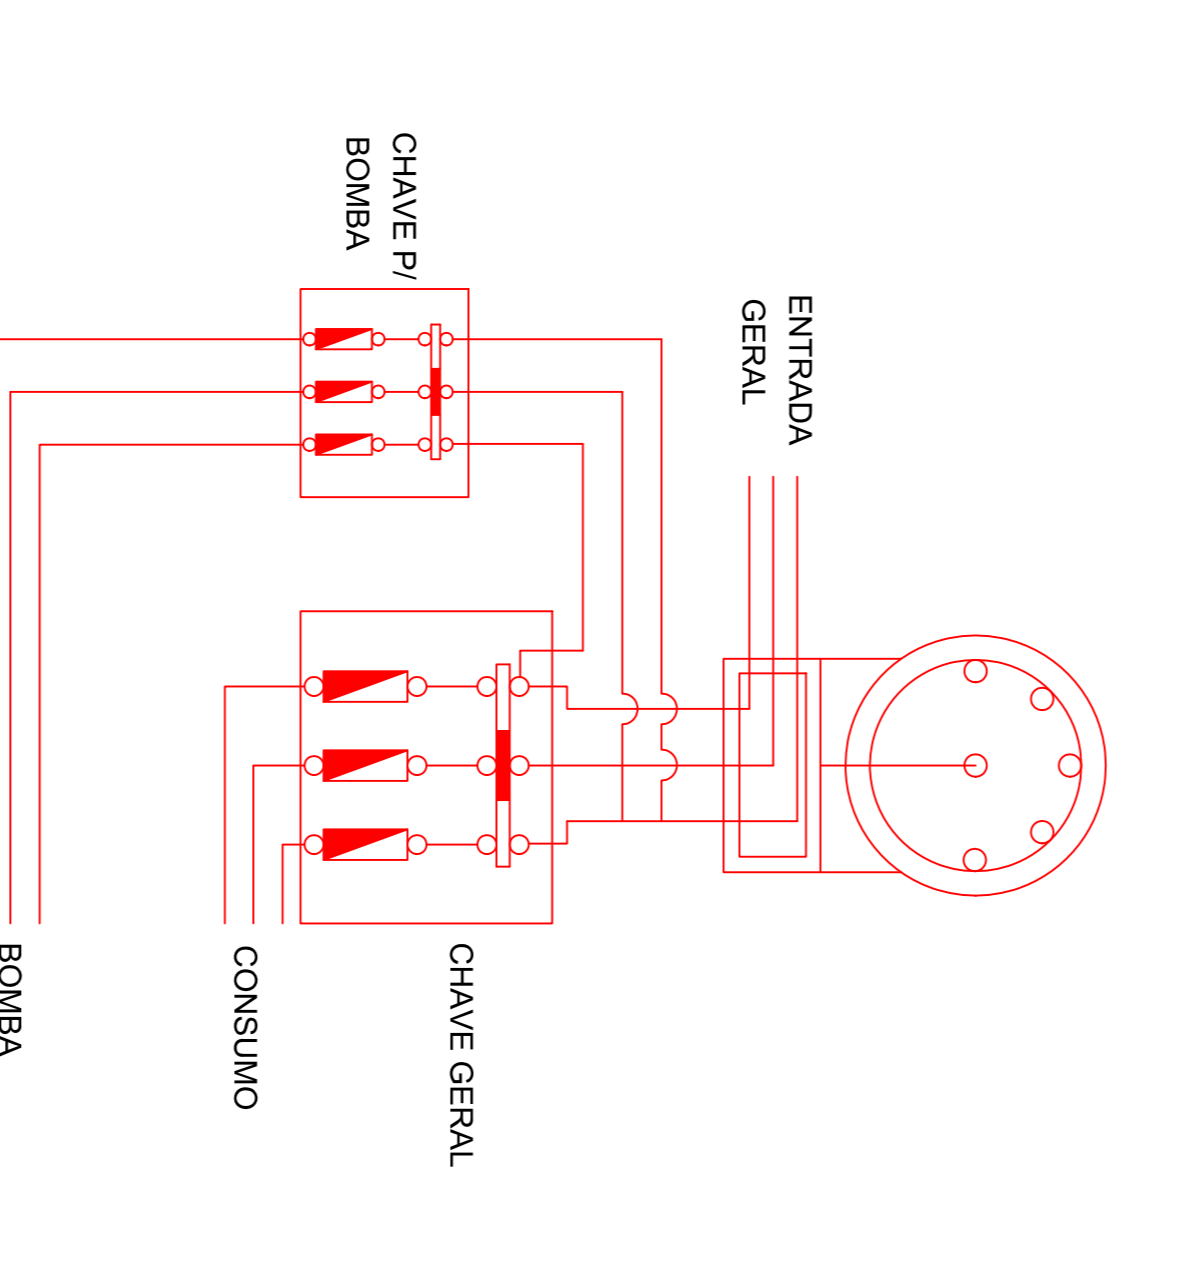 CHAVE P/
BOMBA
ENTRADA
GERAL
CHAVE GERAL
CONSUMO
BOMBA